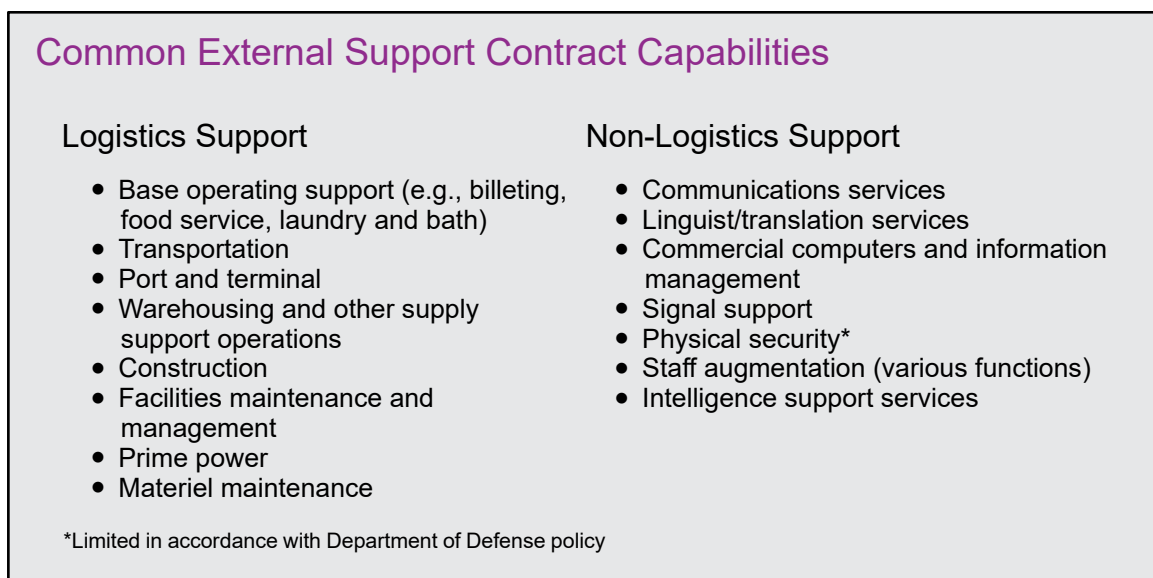 Common External Support Contract Capabilities
Logistics Support
• Base operating support (e.g., billeting,
food service, laundry and bath)
• Transportation
• Port and terminal
• Warehousing and other supply
support operations
• Construction
• Facilities maintenance and
management
• Prime power
• Materiel maintenance
Non-Logistics Support
• Communications services
• Linguist/translation services
• Commercial computers and information
management
• Signal support
• Physical security*
• Staff augmentation (various functions)
• Intelligence support services
*Limited in accordance with Department of Defense policy